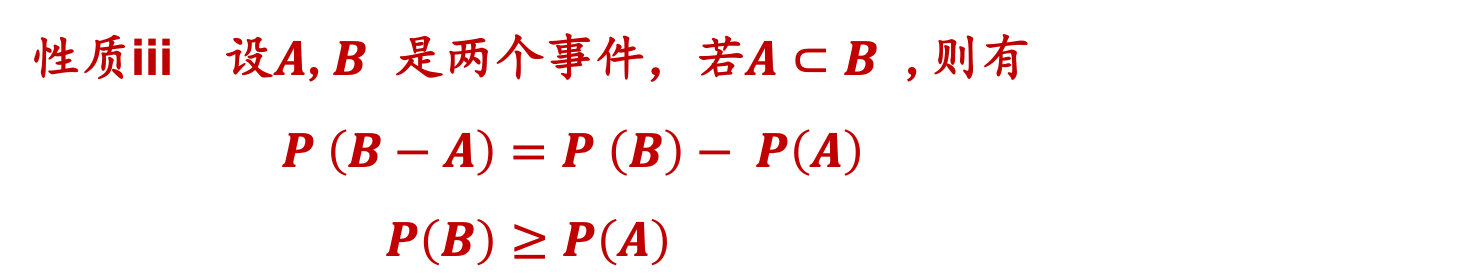 性质iii 设A, B 是两个事件，若A ⊂ B , 则有
P (B − A) = P (B) − P(A)
P(B) ≥ P(A)